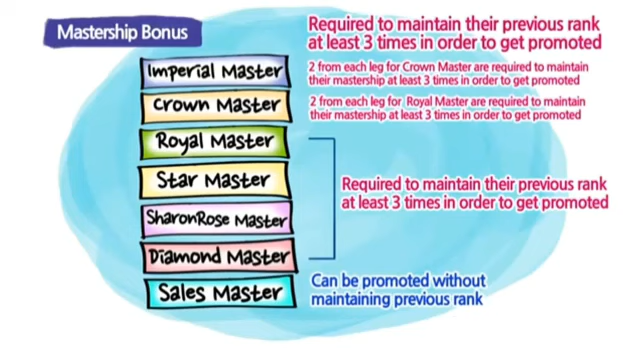 Mastership Bonus
Required to maintain their previous rank
at least 3 times in order to get promoted
Imperial Master
2 from each leg for Crown Master are required to maintain
their mastership at least 3 times in order to get promoted
Crown Master
2 from each leg for Royal Master are required to maintain
their mastership at least 3 times in order to get promoted
Royal Master
Star Master
SharonRose Master
Diamond Master
Required to maintain their previous rank
at least 3 times in order to get promoted
Sales Master
Can be promoted without
maintaining previous rank